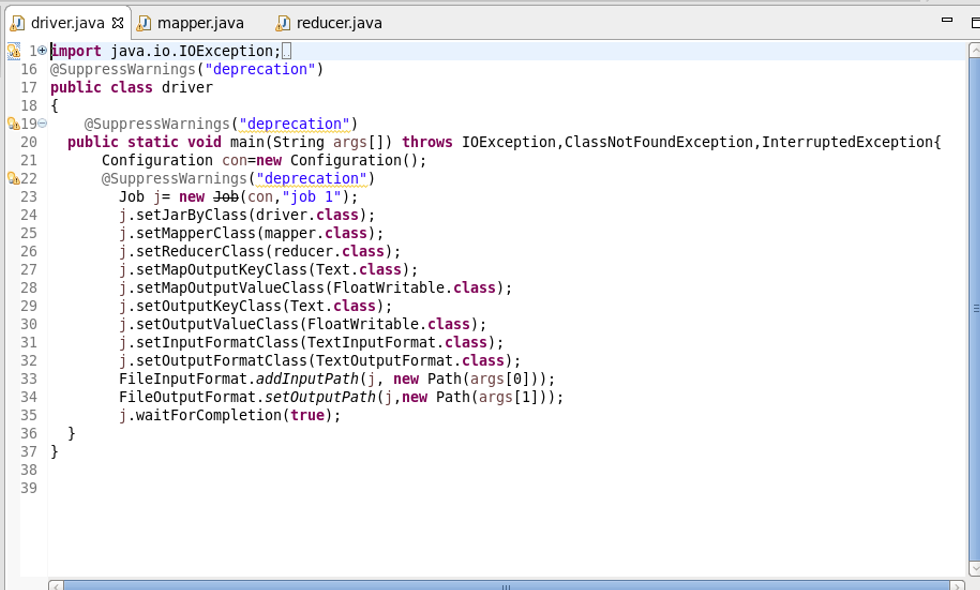 driver.java mapper.java reducer.java
1 import java.io.IOException;
16 @SuppressWarnings("deprecation")
17 public class driver
18 {
19 @SuppressWarnings("deprecation")
20 public static void main(String args[]) throws IOException,ClassNotFoundException,InterruptedException{
21 Configuration con=new Configuration();
22 @SuppressWarnings("deprecation")
23 Job j= new Job(con,"job 1");
24 j.setJarByClass(driver.class);
25 j.setMapperClass(mapper.class);
26 j.setReducerClass(reducer.class);
27 j.setMapOutputKeyClass(Text.class);
28 j.setMapOutputValueClass(FloatWritable.class);
29 j.setOutputKeyClass(Text.class);
30 j.setOutputValueClass(FloatWritable.class);
31 j.setInputFormatClass(TextInputFormat.class);
32 j.setOutputFormatClass(TextOutputFormat.class);
33 FileInputFormat.addInputPath(j, new Path(args[0]));
34 FileOutputFormat.setOutputPath(j,new Path(args[1]));
35 j.waitForCompletion(true);
36 }
37 }
38
39